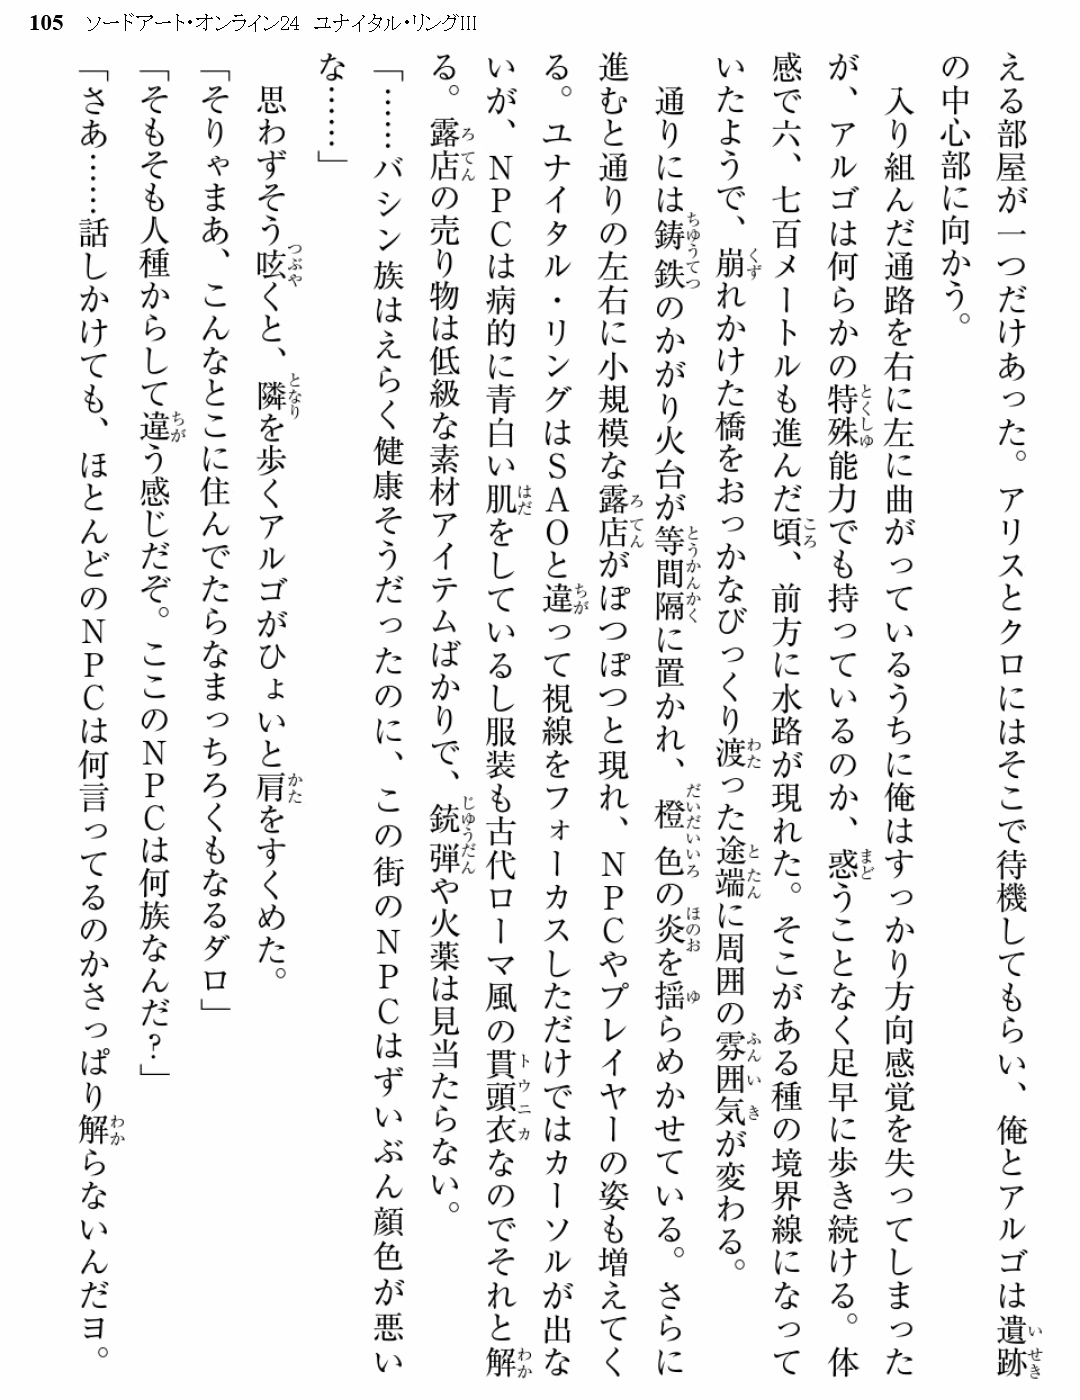 105 ソードアート・オンライン24 ユナイタル・リングIII
える部屋が一つだけあった。アリスとクロにはそこで待機してもらい、俺とアルゴは遺跡
の中心部に向かう。
入り組んだ通路を右に左に曲がっているうちに俺はすっかり方向感覚を失ってしまった
が、アルゴは何らかの特殊能力でも持っているのか、惑うことなく足早に歩き続ける。体
感で六、七百メートルも進んだ頃、前方に水路が現れた。そこがある種の境界線になって
いたようで、崩れかけた橋をおっかなびっくり渡った途端に周囲の雰囲気が変わる。
通りには鋳鉄のかがり火台が等間隔に置かれ、橙色の炎を揺らめかせている。さらに
進むと通りの左右に小規模な露店がぽつぽつと現れ、NPCやプレイヤーの姿も増えてく
る。ユナイタル・リングはSAOと違って視線をフォーカスしただけではカーソルが出な
いが、NPCは病的に青白い肌をしているし服装も古代ローマ風の貫頭衣なのでそれと解
る。露店の売り物は低級な素材アイテムばかりで、銃弾や火薬は見当たらない。
「……バシン族はえらく健康そうだったのに、この街のNPCはずいぶん顔色が悪い
な……」
思わずそう呟くと、隣を歩くアルゴがひょいと肩をすくめた。
「そりゃまあ、こんなとこに住んでたらなまっちろくもなるダロ」
「そもそも人種からして違う感じだぞ。ここのNPCは何族なんだ?」
「さあ……話しかけても、ほとんどのNPCは何言ってるのかさっぱり解らないんだヨ。